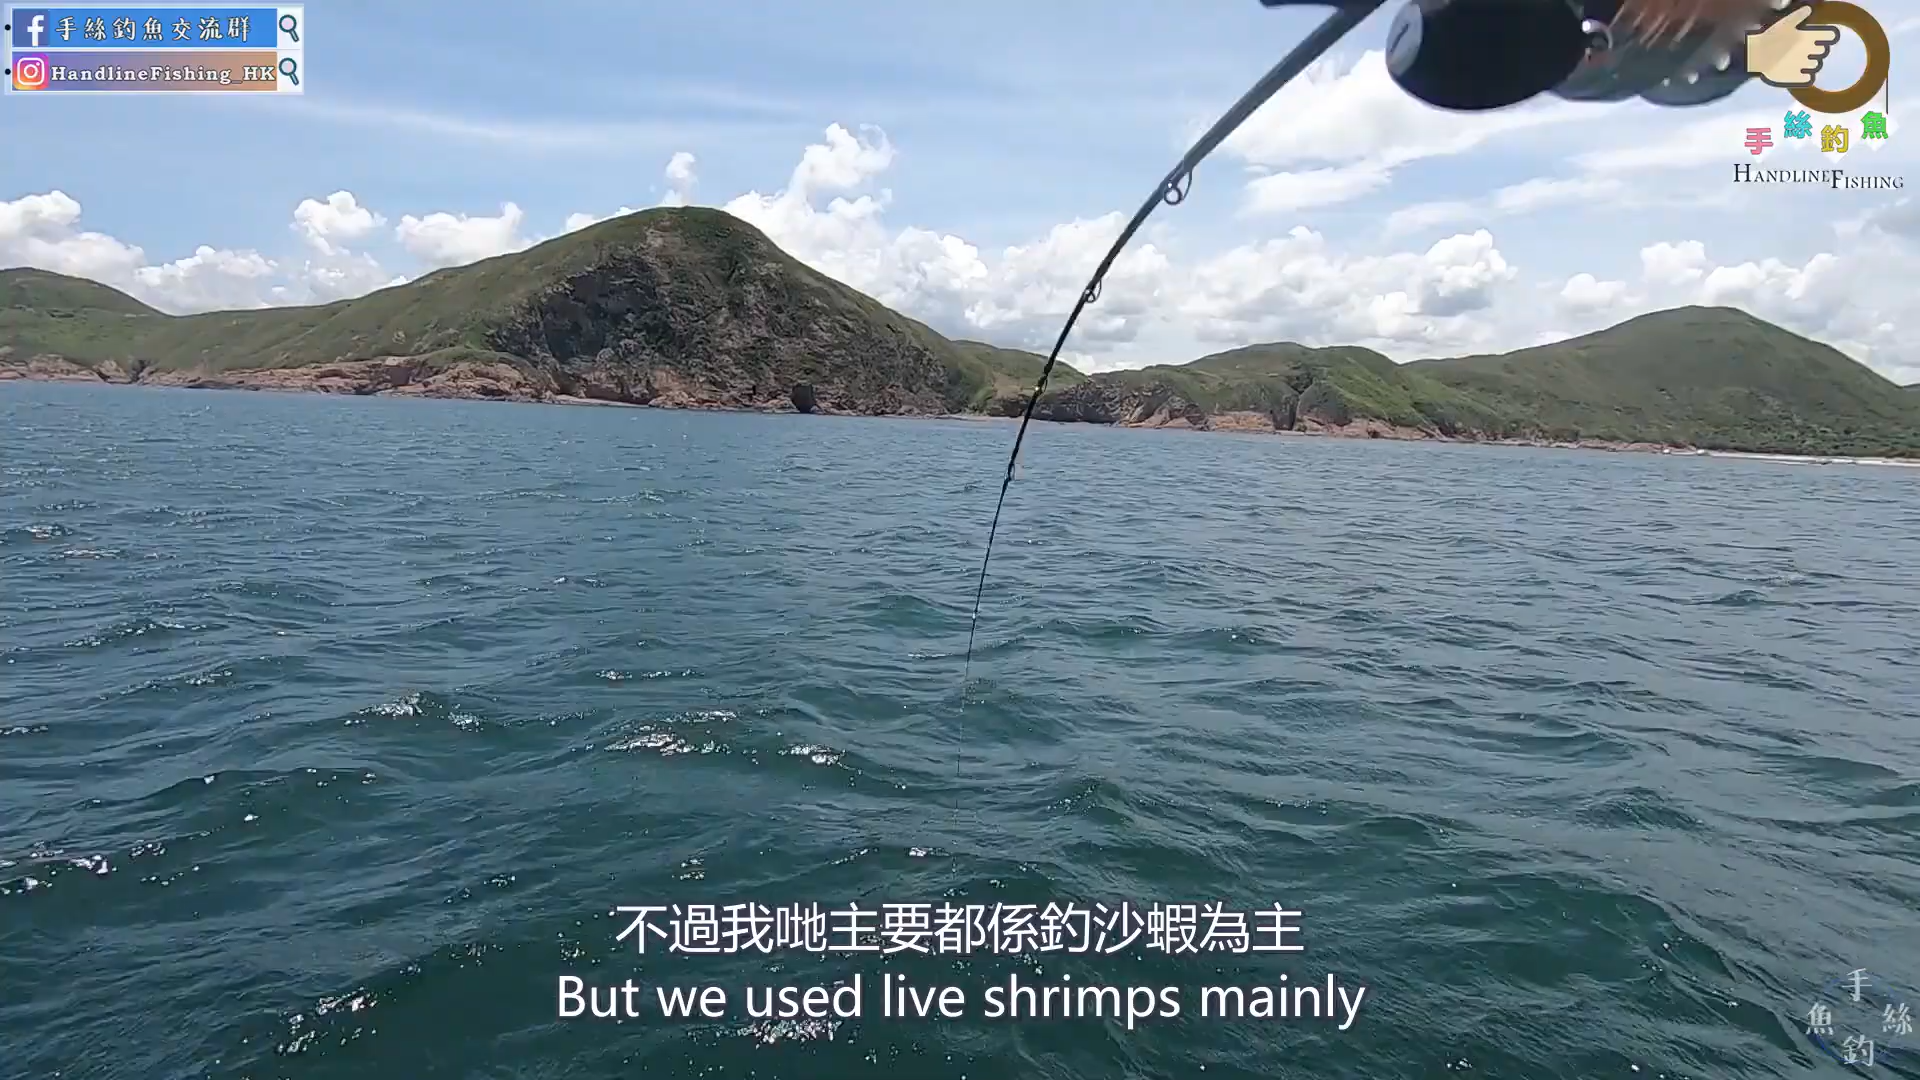 手絲釣魚交流群
HandlineFishing_HK
手絲釣魚
HANDLINEFISHING
不過我哋主要都係釣沙蝦為主
But we used live shrimps mainly
手絲釣魚